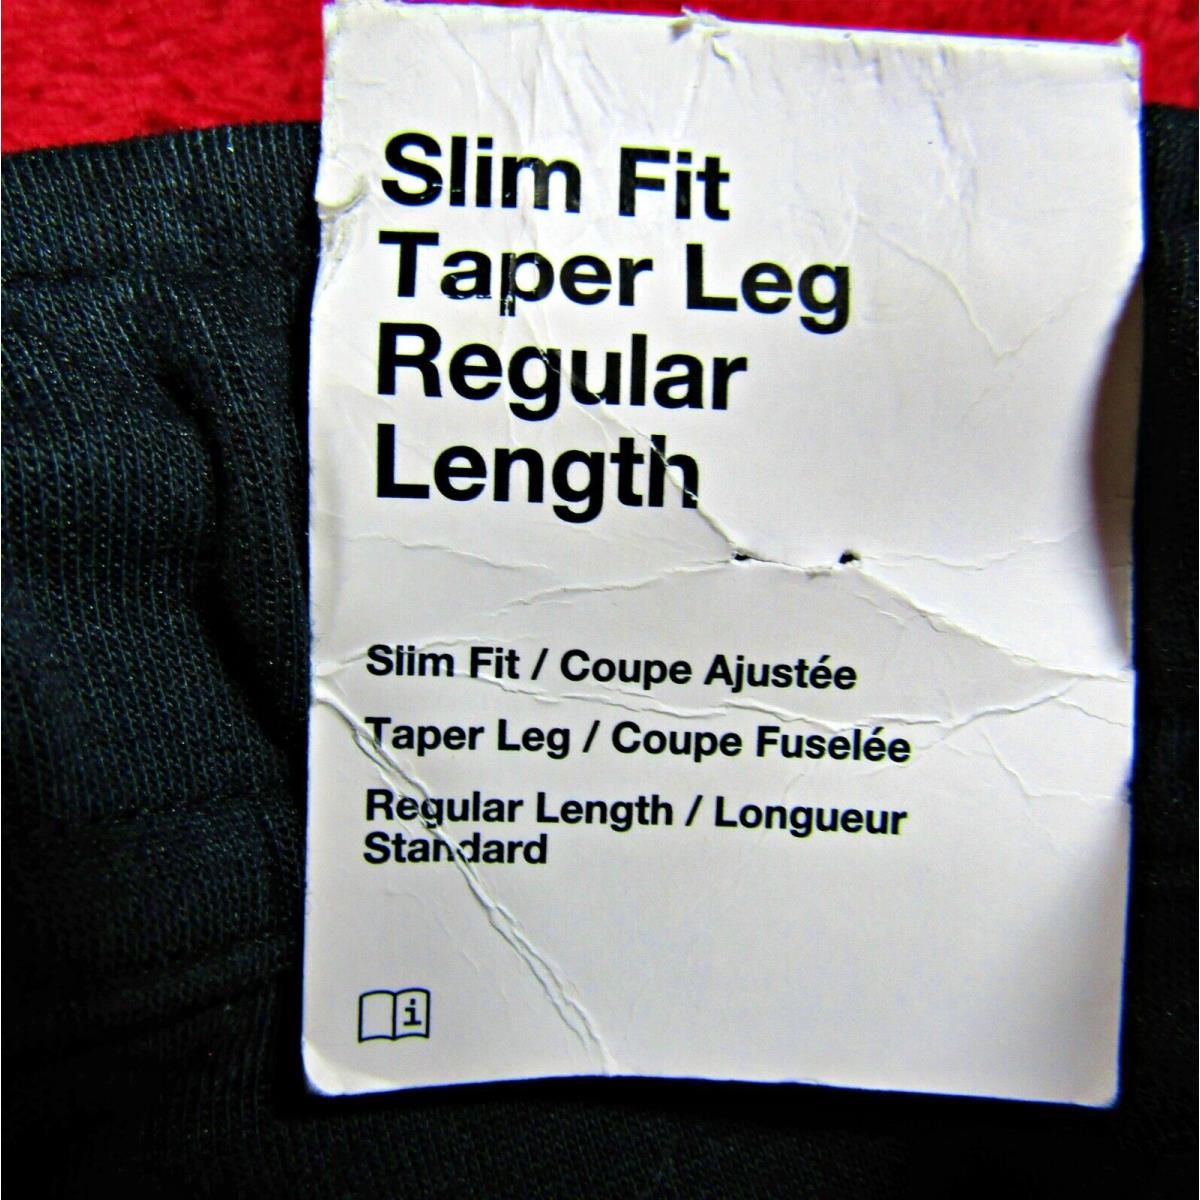 Slim Fit
Taper Leg
Regular
Length
Slim Fit / Coupe Ajustée
Taper Leg / Coupe Fuselée
Regular Length / Longueur
Standard
i